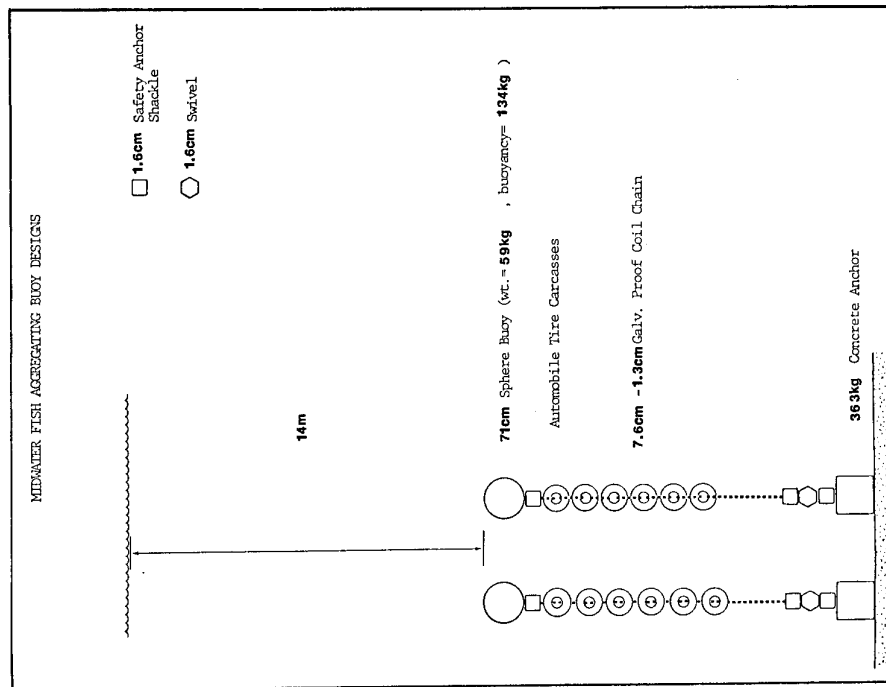 MIDWATER FISH AGGREGATING BUOY DESIGNS
1.6cm Safety Anchor
Shackle
1.6cm Swivel
14m
71cm Sphere Buoy (wt.= 59kg , buoyancy= 134kg )
Automobile Tire Carcasses
7.6cm -1.3cm Galv. Proof Coil Chain
363kg Concrete Anchor